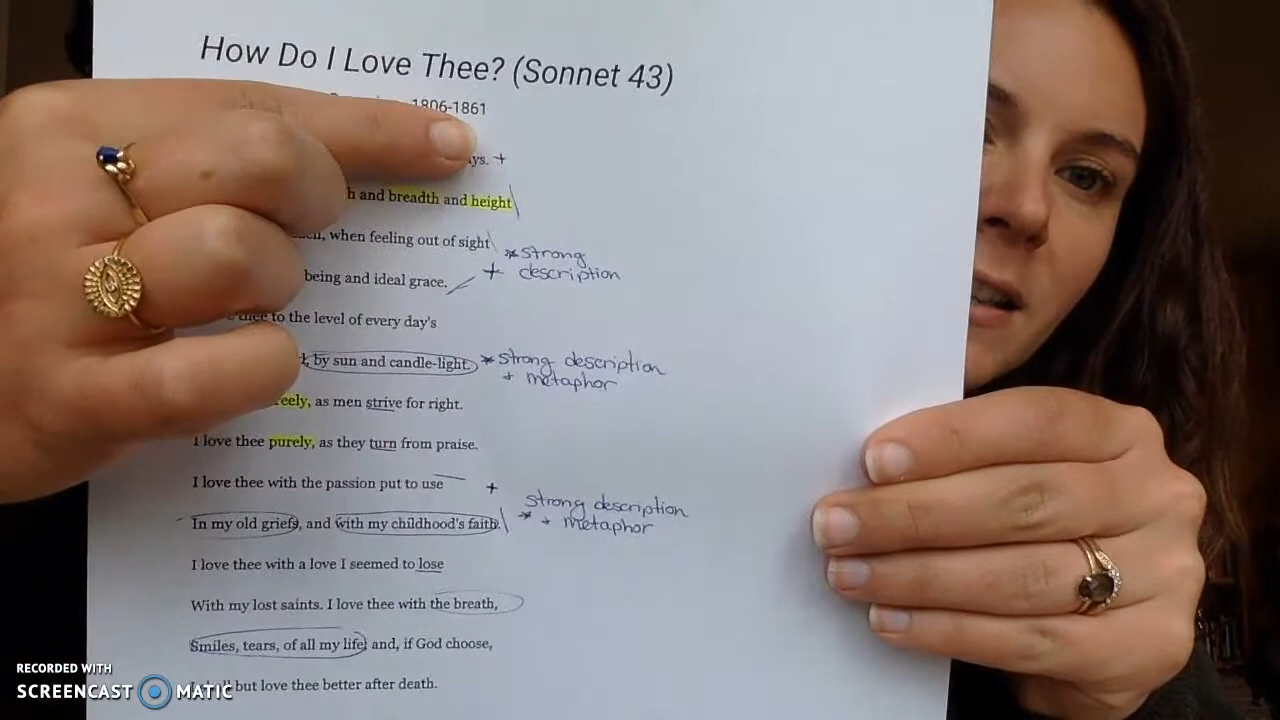 How Do I Love Thee? (Sonnet 43)
1806-1861
ys. +
h and breadth and height
, when feeling out of sight *strong
being and ideal grace. + description
to the level of every day's
by sun and candle-light. *strong description
+ metaphor
eely, as men strive for right.
I love thee purely, as they turn from praise.
I love thee with the passion put to use +
strong description
In my old griefs, and with my childhood's faith. * + metaphor
I love thee with a love I seemed to lose
With my lost saints. I love thee with the breath,
Smiles, tears, of all my life; and, if God choose,
but love thee better after death.
RECORDED WITH
SCREENCAST MATIC